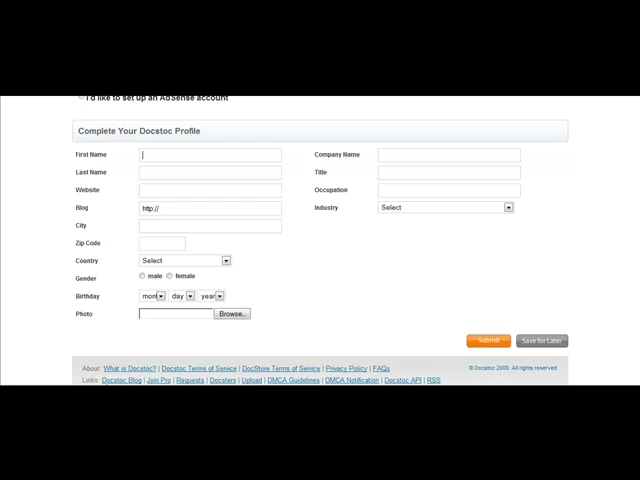 I'd like to set up an AdSense account
Complete Your Docstoc Profile
First Name
Company Name
Last Name
Title
Website
Occupation
Blog http://
Industry Select
City
Zip Code
Country Select
Gender male female
Birthday mon day year
Photo Browse..
Submit Save for Later
About: What is Docstoc? | Docstoc Terms of Service | DocStore Terms of Service | Privacy Policy | FAQs
© Docstoc 2009. All rights reserved
Links: Docstoc Blog | Join Pro | Requests | Docsters | Upload | DMCA Guidelines | DMCA Notification | Docstoc API | RSS